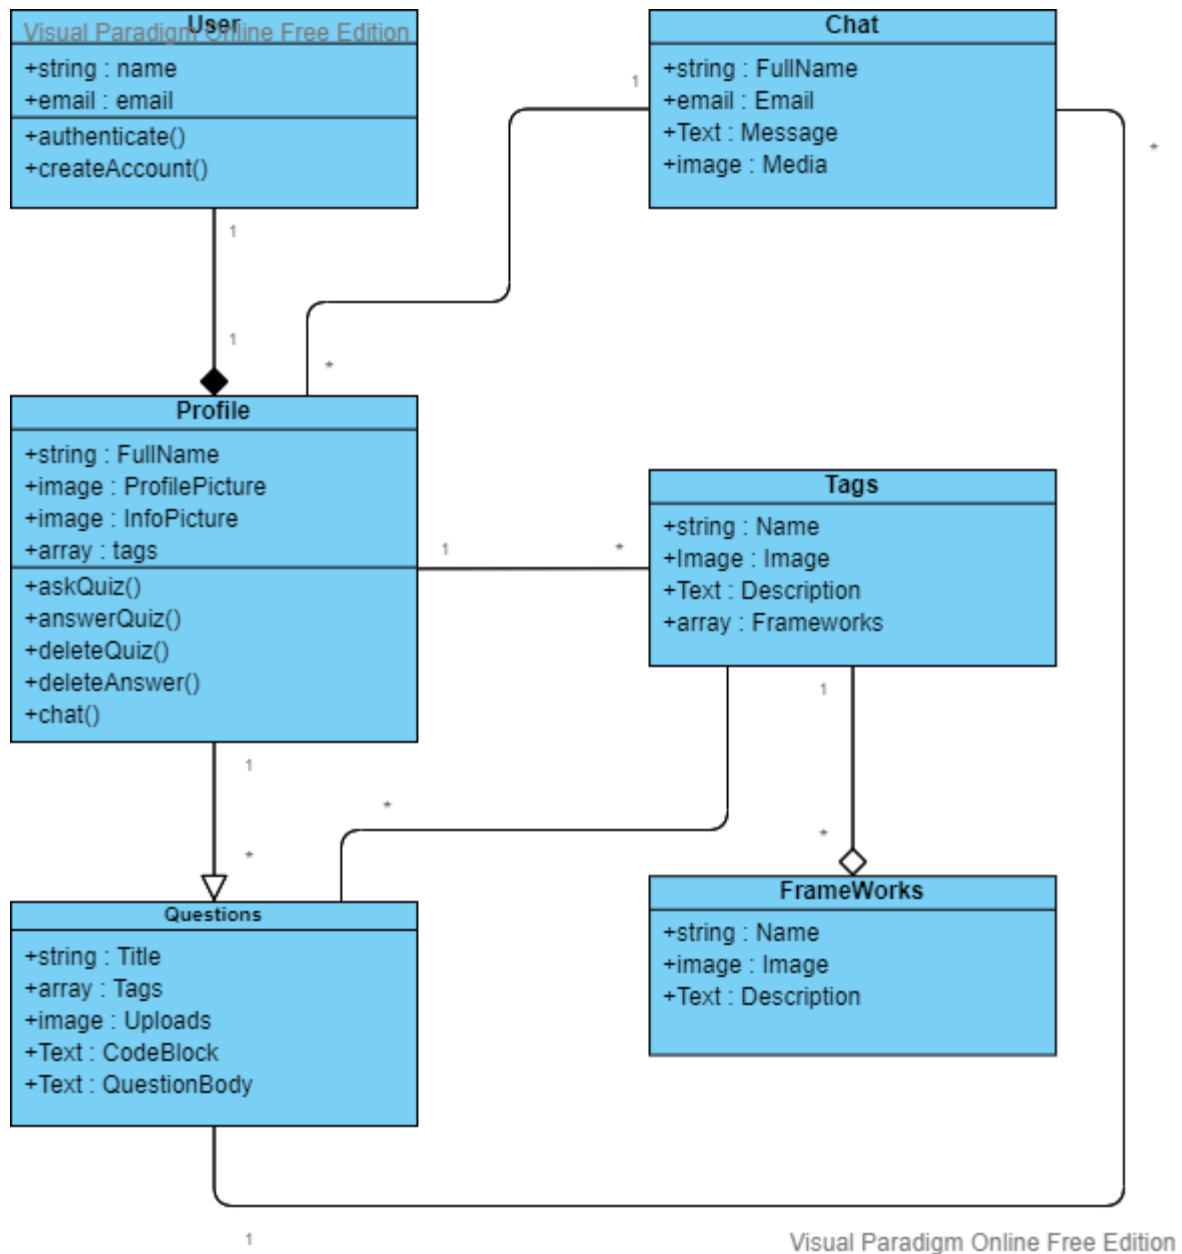 User
Visual Paradigm Online Free Edition
+string : name
+email : email
+authenticate()
+createAccount()
1
1
Chat
+string : FullName
+email : Email
+Text : Message
+image : Media
1
*
*
Profile
+string : FullName
+image : ProfilePicture
+image : InfoPicture
+array : tags
+askQuiz()
+answerQuiz()
+deleteQuiz()
+deleteAnswer()
+chat()
1
*
Tags
+string : Name
+Image : Image
+Text : Description
+array : Frameworks
1
*
1
*
*
Questions
+string : Title
+array : Tags
+image : Uploads
+Text : CodeBlock
+Text : QuestionBody
FrameWorks
+string : Name
+image : Image
+Text : Description
1
Visual Paradigm Online Free Edition